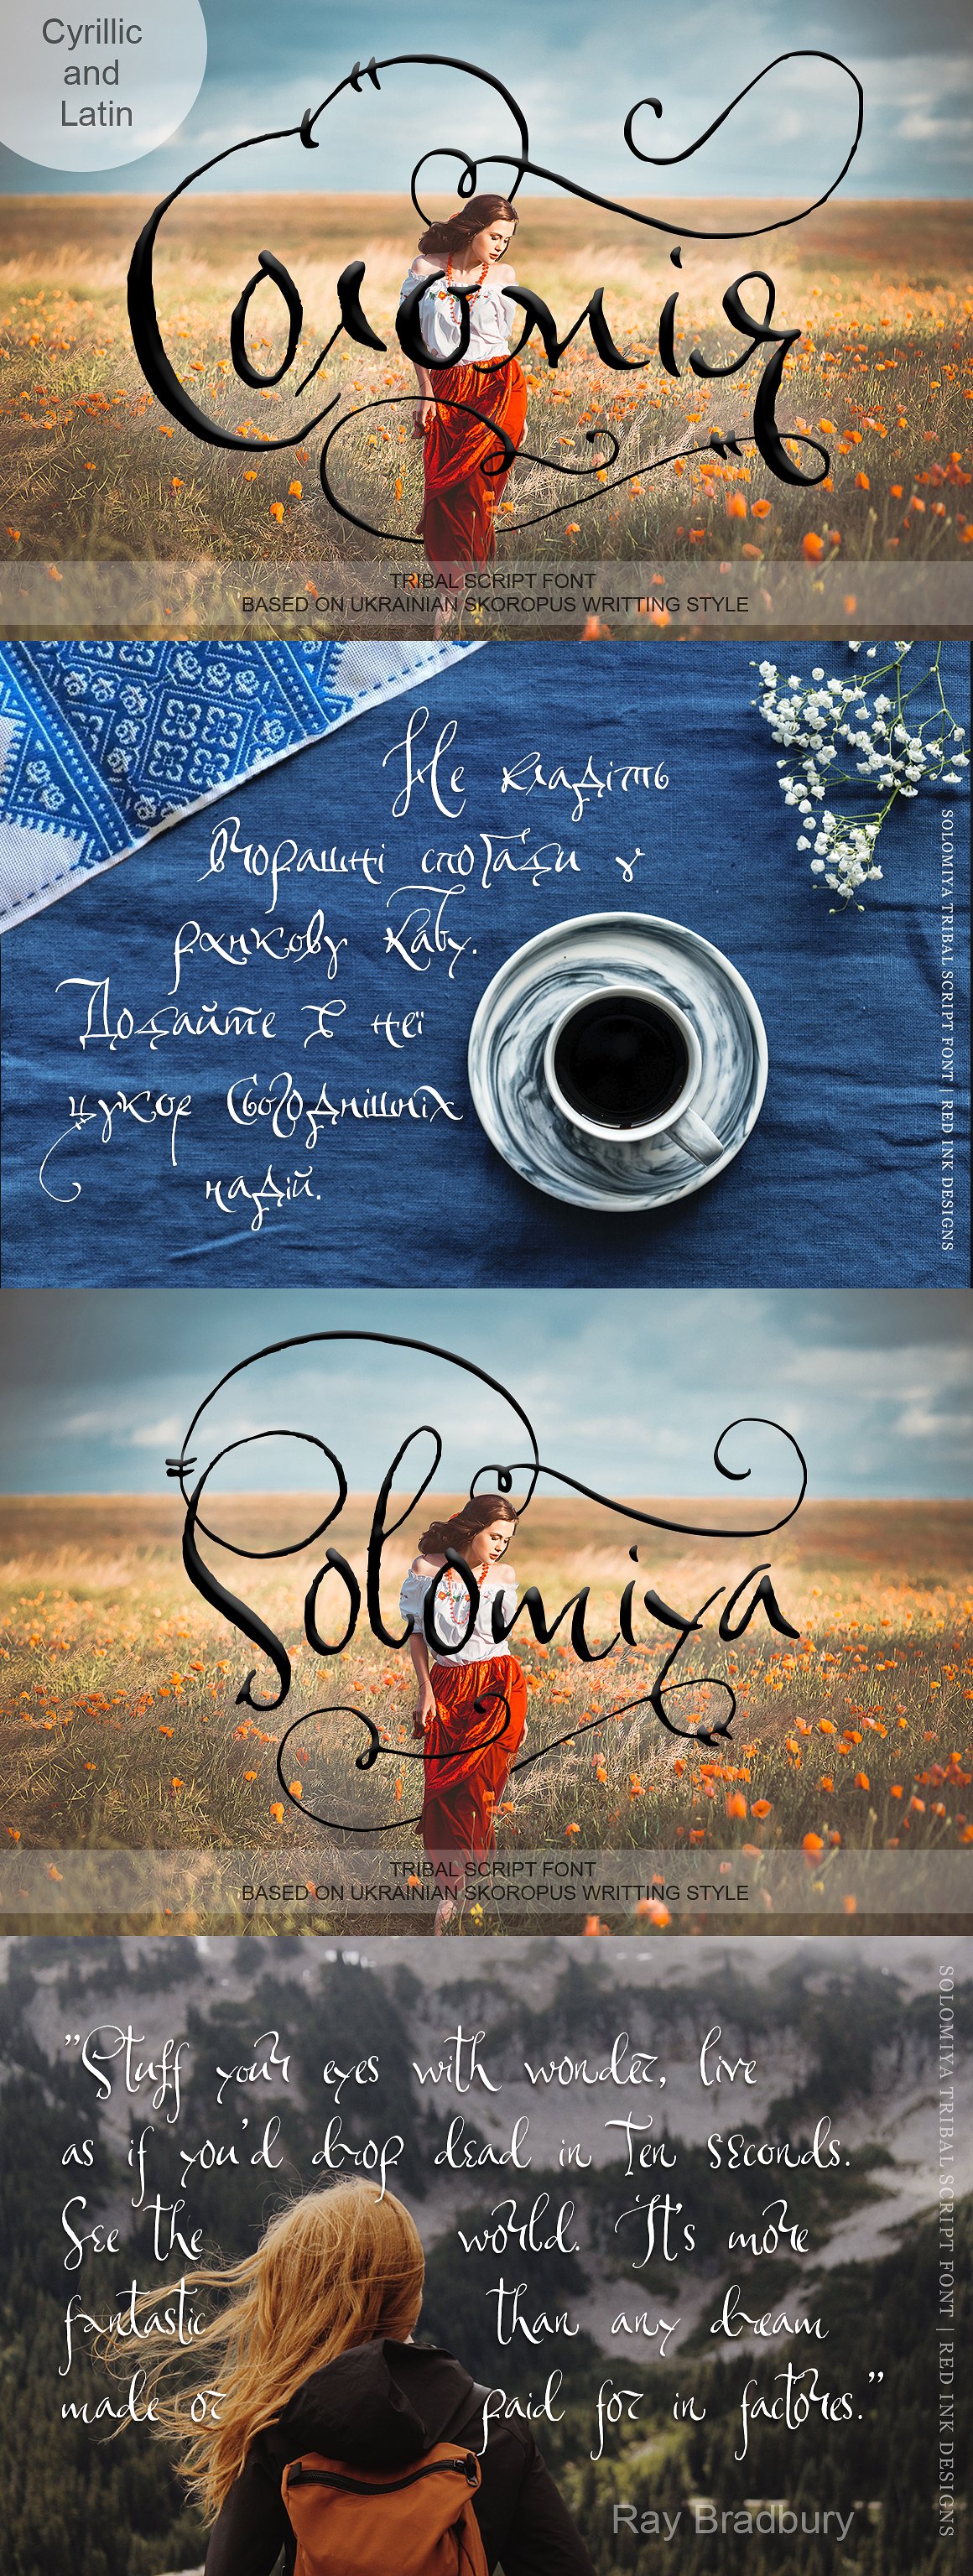 Cyrillic
and
Latin
Соломія
TRIBAL SCRIPT FONT
BASED ON UKRAINIAN SKOROPUS WRITTING STYLE
Не кладіть
вчорашні спогади у
ранкову каву.
Додайте в неї
цукор Сьогоднішніх
надій.
SOLOMIYA TRIBAL SCRIPT FONT | RED INK DESIGNS
Solomiya
TRIBAL SCRIPT FONT
BASED ON UKRAINIAN SKOROPUS WRITTING STYLE
"Stuff your eyes with wonder, live
as if you'd drop dead in Ten seconds.
See the world. It's more
fantastic than any dream
made or paid for in factories."
Ray Bradbury
SOLOMIYA TRIBAL SCRIPT FONT | RED INK DESIGNS